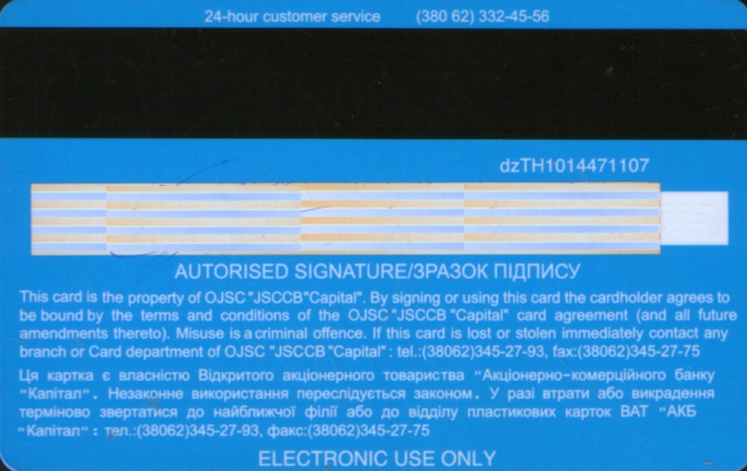 24-hour customer service (380 62) 332-45-56
dzTH1014471107
AUTORISED SIGNATURE/ЗРАЗОК ПІДПИСУ
This card is the property of OJSC "JSCCB"Capital". By signing or using this card the cardholder agrees to
be bound by the terms and conditions of the OJSC "JSCCB "Capital" card agreement (and all future
amendments thereto). Misuse is a criminal offence. If this card is lost or stolen immediately contact any
branch or Card department of OJSC "JSCCB "Capital": tel.:(38062)345-27-93, fax:(38062)345-27-75
Ця картка є власністю Відкритого акціонерного товариства "Акціонерно-комерційного банку
"Капітал". Незаконне використання переслідується законом. У разі втрати або викрадення
терміново звертатися до найближчої філії або до відділу пластикових карток ВАТ "АКБ
"Капітал" : тел.:(38062)345-27-93, факс:(38062)345-27-75
ELECTRONIC USE ONLY